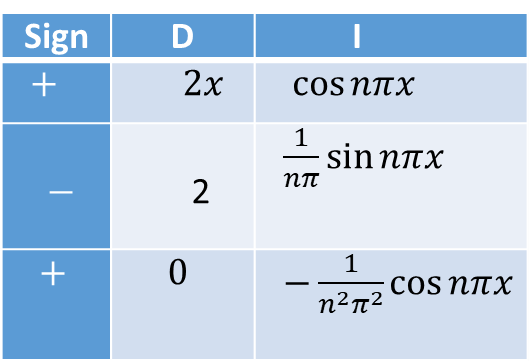 Sign D I
+ 2x cos nπx
− 2 1/nπ sin nπx
+ 0 −1/n²π² cos nπx